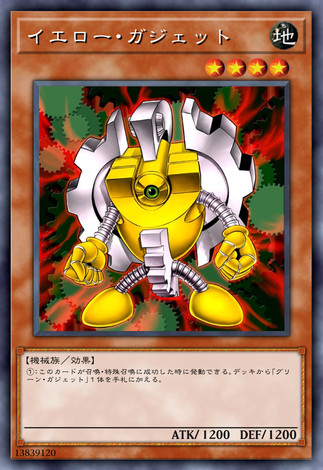 イエロー・ガジェット
地
【機械族／効果】
①:このカードが召喚・特殊召喚に成功した時に発動できる。デッキから「グリ
ーン・ガジェット」１体を手札に加える。
ATK/1200 DEF/1200
13839120